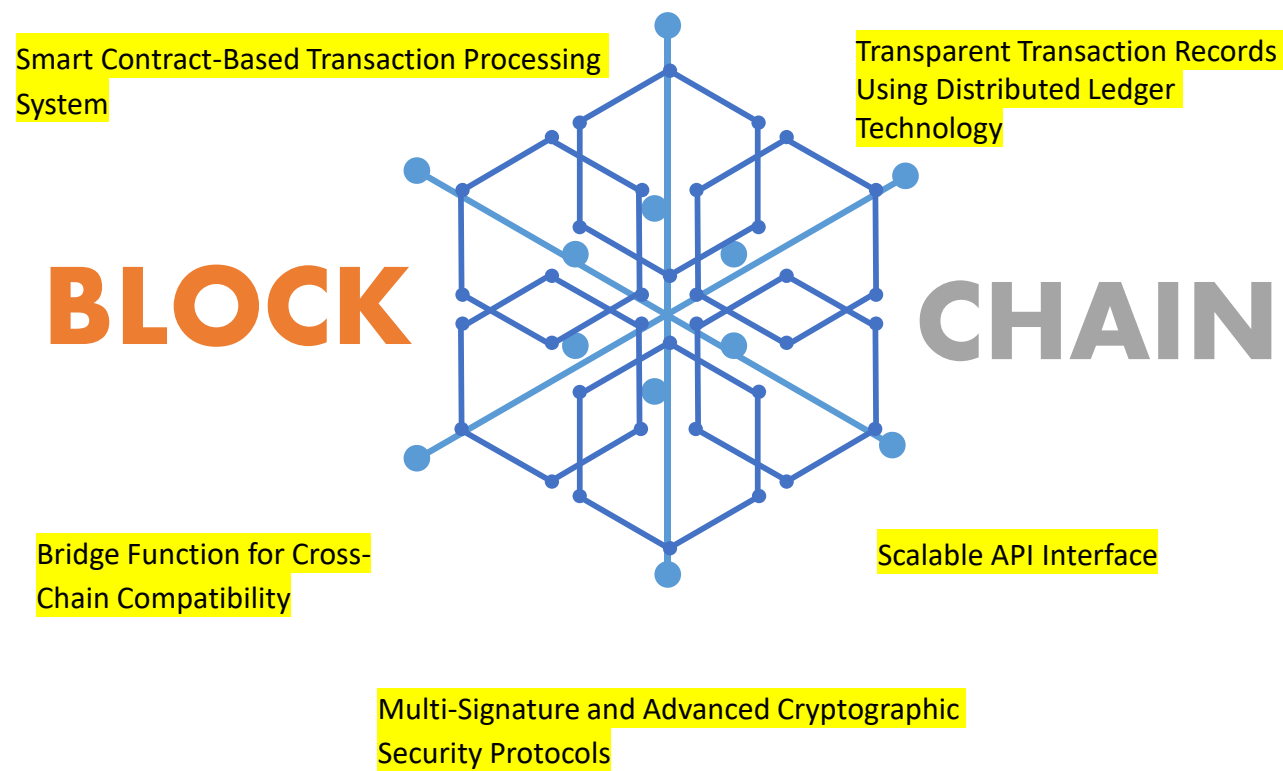 Smart Contract-Based Transaction Processing
System
Transparent Transaction Records
Using Distributed Ledger
Technology
BLOCK
CHAIN
Bridge Function for Cross-
Chain Compatibility
Scalable API Interface
Multi-Signature and Advanced Cryptographic
Security Protocols